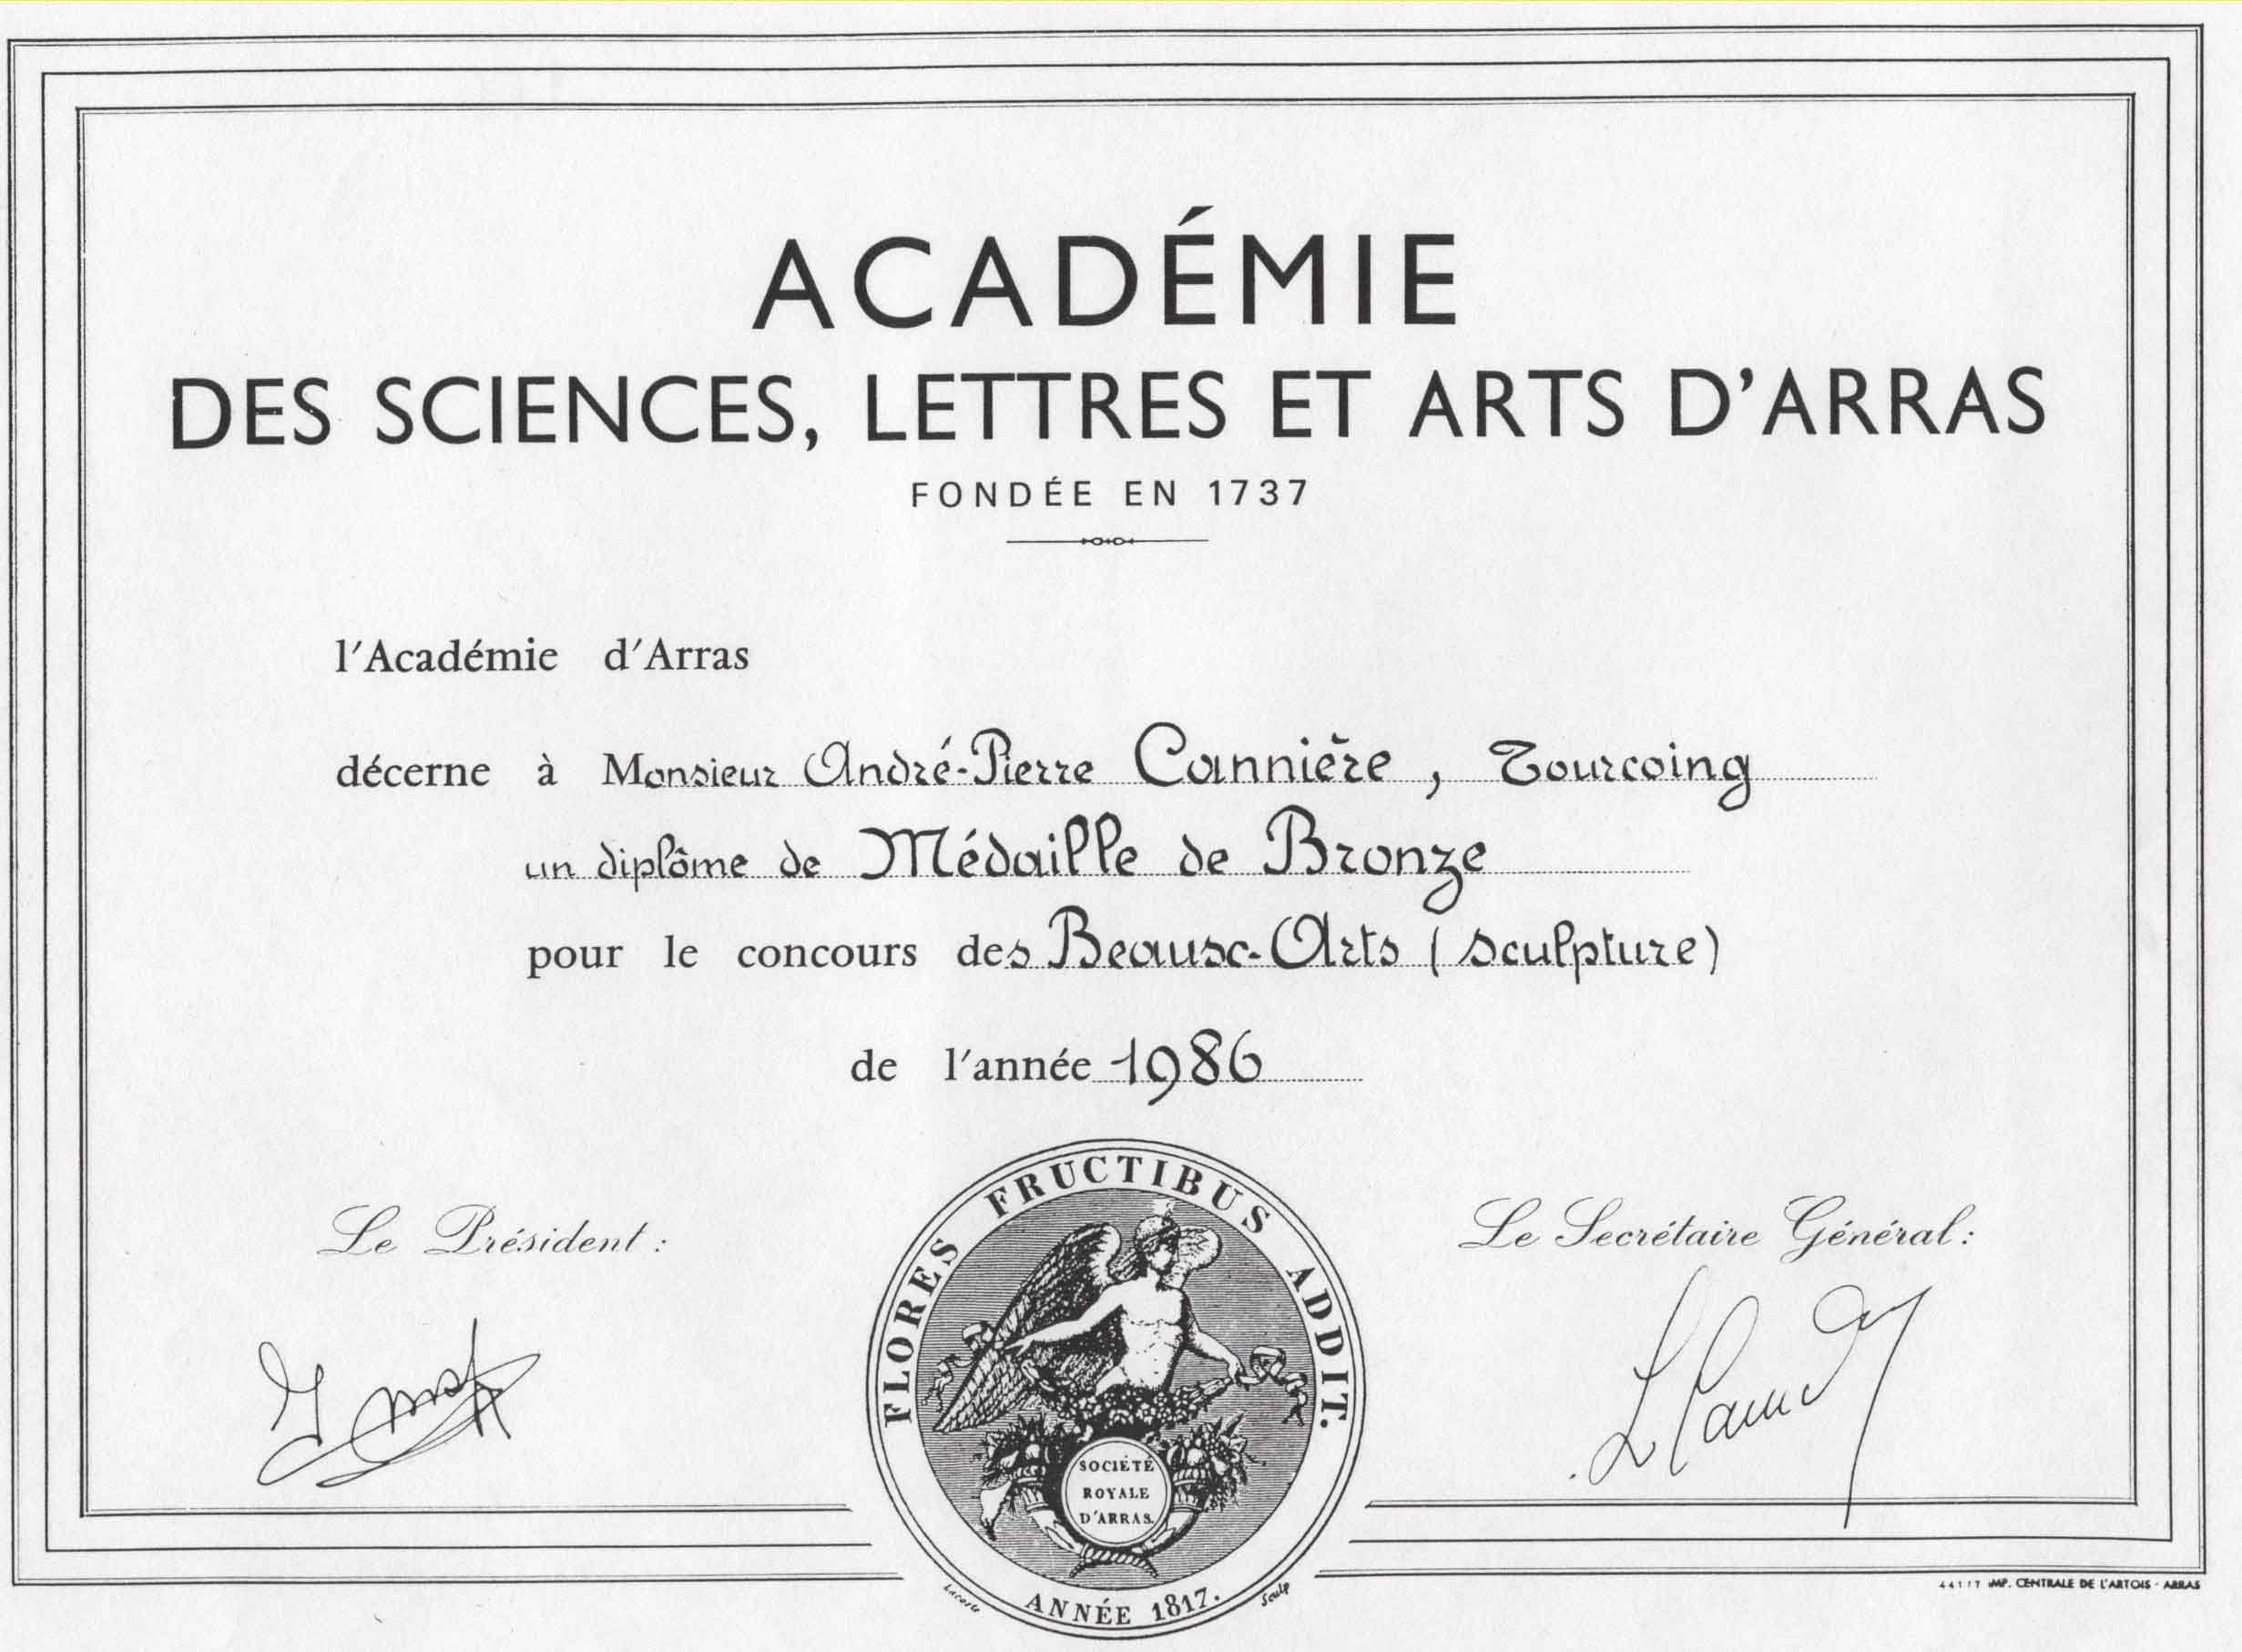 ACADÉMIE
DES SCIENCES, LETTRES ET ARTS D'ARRAS
FONDÉE EN 1737
l'Académie d'Arras
décerne à Monsieur André-Pierre Cannière, Tourcoing
un diplôme de Médaille de Bronze
pour le concours des Beaux-Arts (sculpture)
de l'année 1986
Le Président :
Le Secrétaire Général :
FLORES FRUCTIBUS ADDIT.
SOCIÉTÉ
ROYALE
D'ARRAS.
ANNÉE 1817.
Lacoste
Sculp
IMP. CENTRALE DE L'ARTOIS - ARRAS